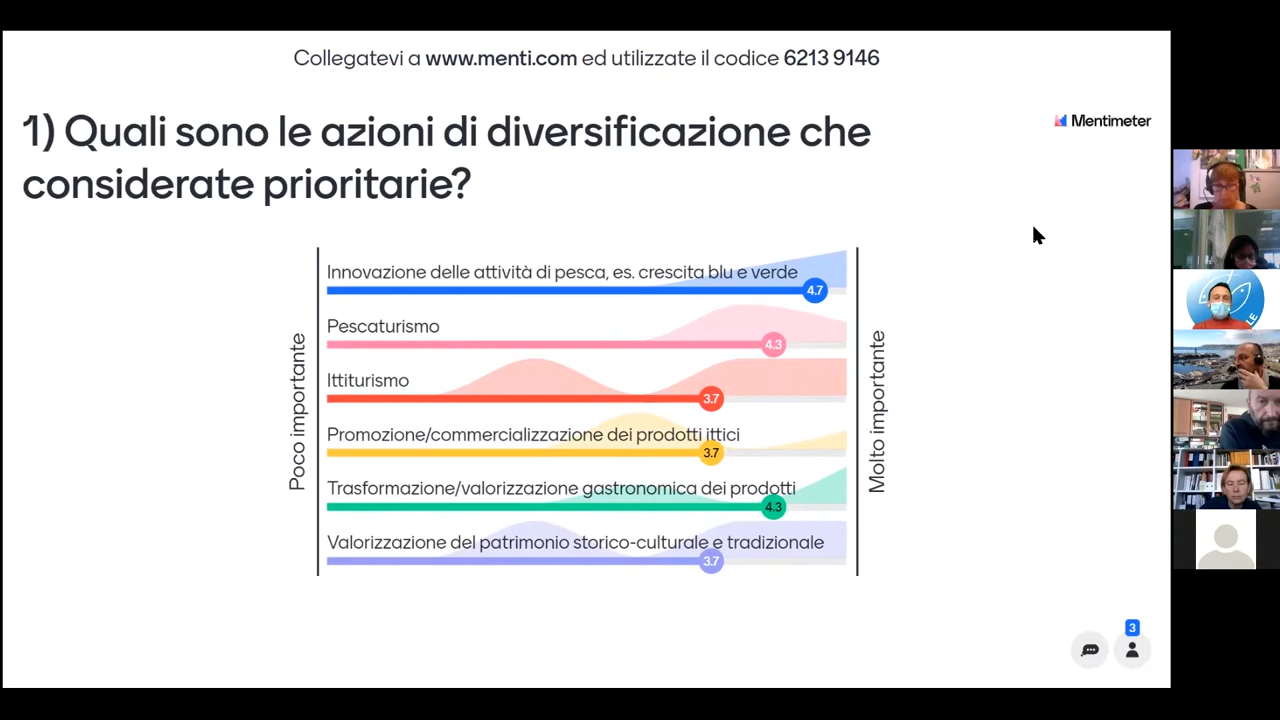 Collegatevi a www.menti.com ed utilizzate il codice 6213 9146
1) Quali sono le azioni di diversificazione che
considerate prioritarie?
Mentimeter
Poco importante
Innovazione delle attività di pesca, es. crescita blu e verde
4.7
Pescaturismo
4.3
Ittiturismo
3.7
Promozione/commercializzazione dei prodotti ittici
3.7
Trasformazione/valorizzazione gastronomica dei prodotti
4.3
Valorizzazione del patrimonio storico-culturale e tradizionale
3.7
Molto importante
3
LE